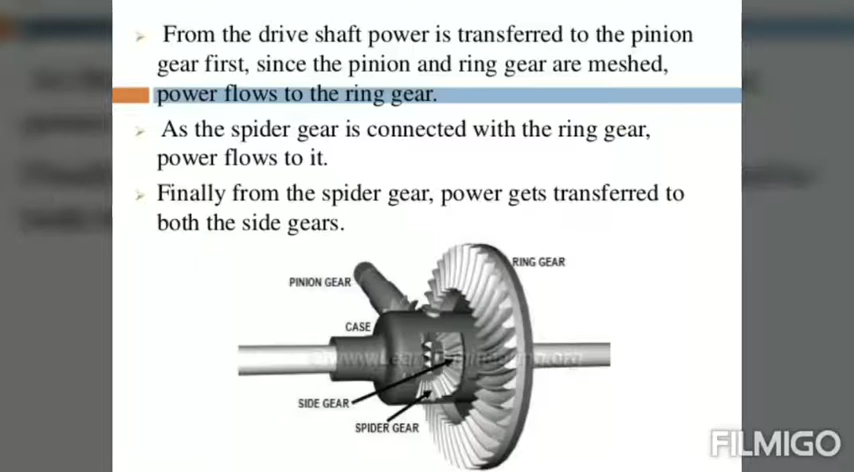 From the drive shaft power is transferred to the pinion
gear first, since the pinion and ring gear are meshed,
power flows to the ring gear.
As the spider gear is connected with the ring gear,
power flows to it.
Finally from the spider gear, power gets transferred to
both the side gears.
RING GEAR
PINION GEAR
CASE
www.LearnEngineering.org
SIDE GEAR
SPIDER GEAR
FILMIGO